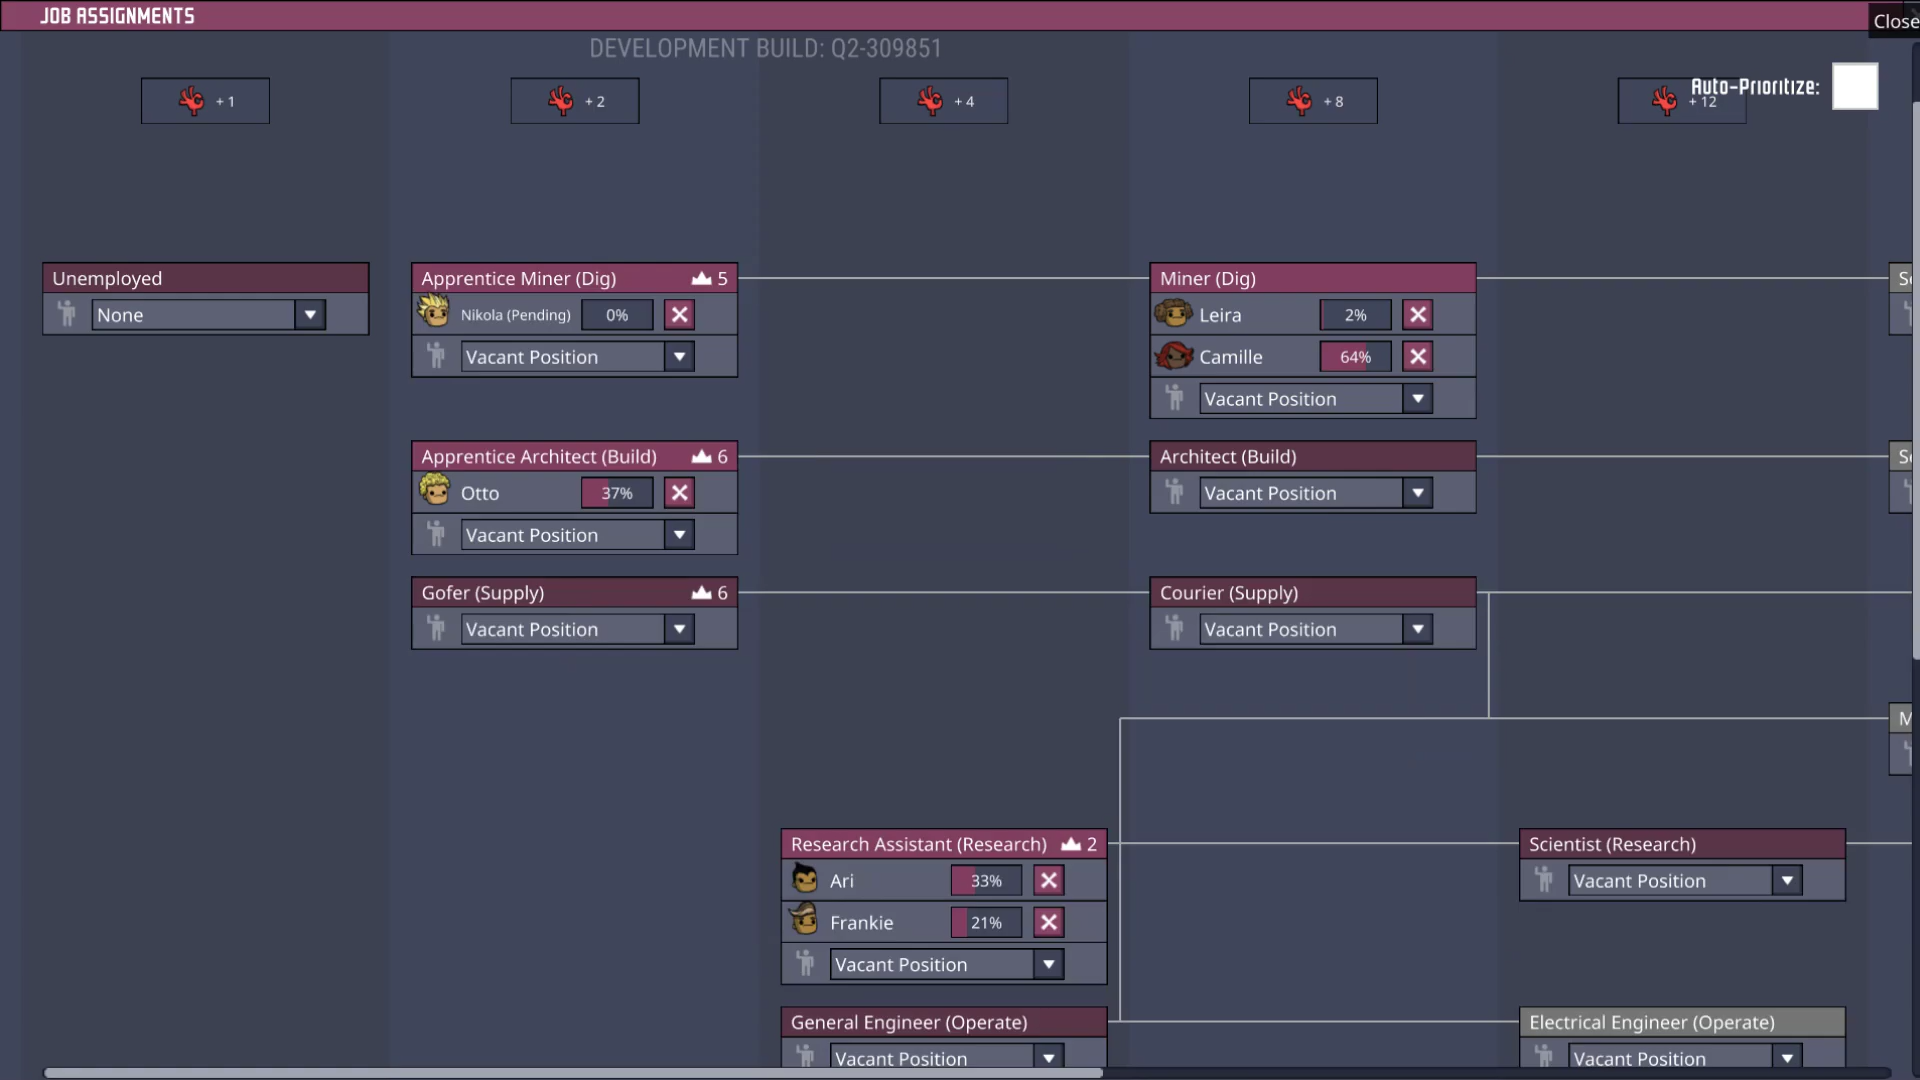 JOB ASSIGNMENTS
Close
DEVELOPMENT BUILD: Q2-309851
+ 1
+ 2
+ 4
+ 8
+ 12
Auto-Prioritize:
Unemployed
None
Apprentice Miner (Dig) 5
Nikola (Pending) 0%
Vacant Position
Miner (Dig)
Leira 2%
Camille 64%
Vacant Position
Apprentice Architect (Build) 6
Otto 37%
Vacant Position
Architect (Build)
Vacant Position
Gofer (Supply) 6
Vacant Position
Courier (Supply)
Vacant Position
Research Assistant (Research) 2
Ari 33%
Frankie 21%
Vacant Position
Scientist (Research)
Vacant Position
General Engineer (Operate)
Vacant Position
Electrical Engineer (Operate)
Vacant Position